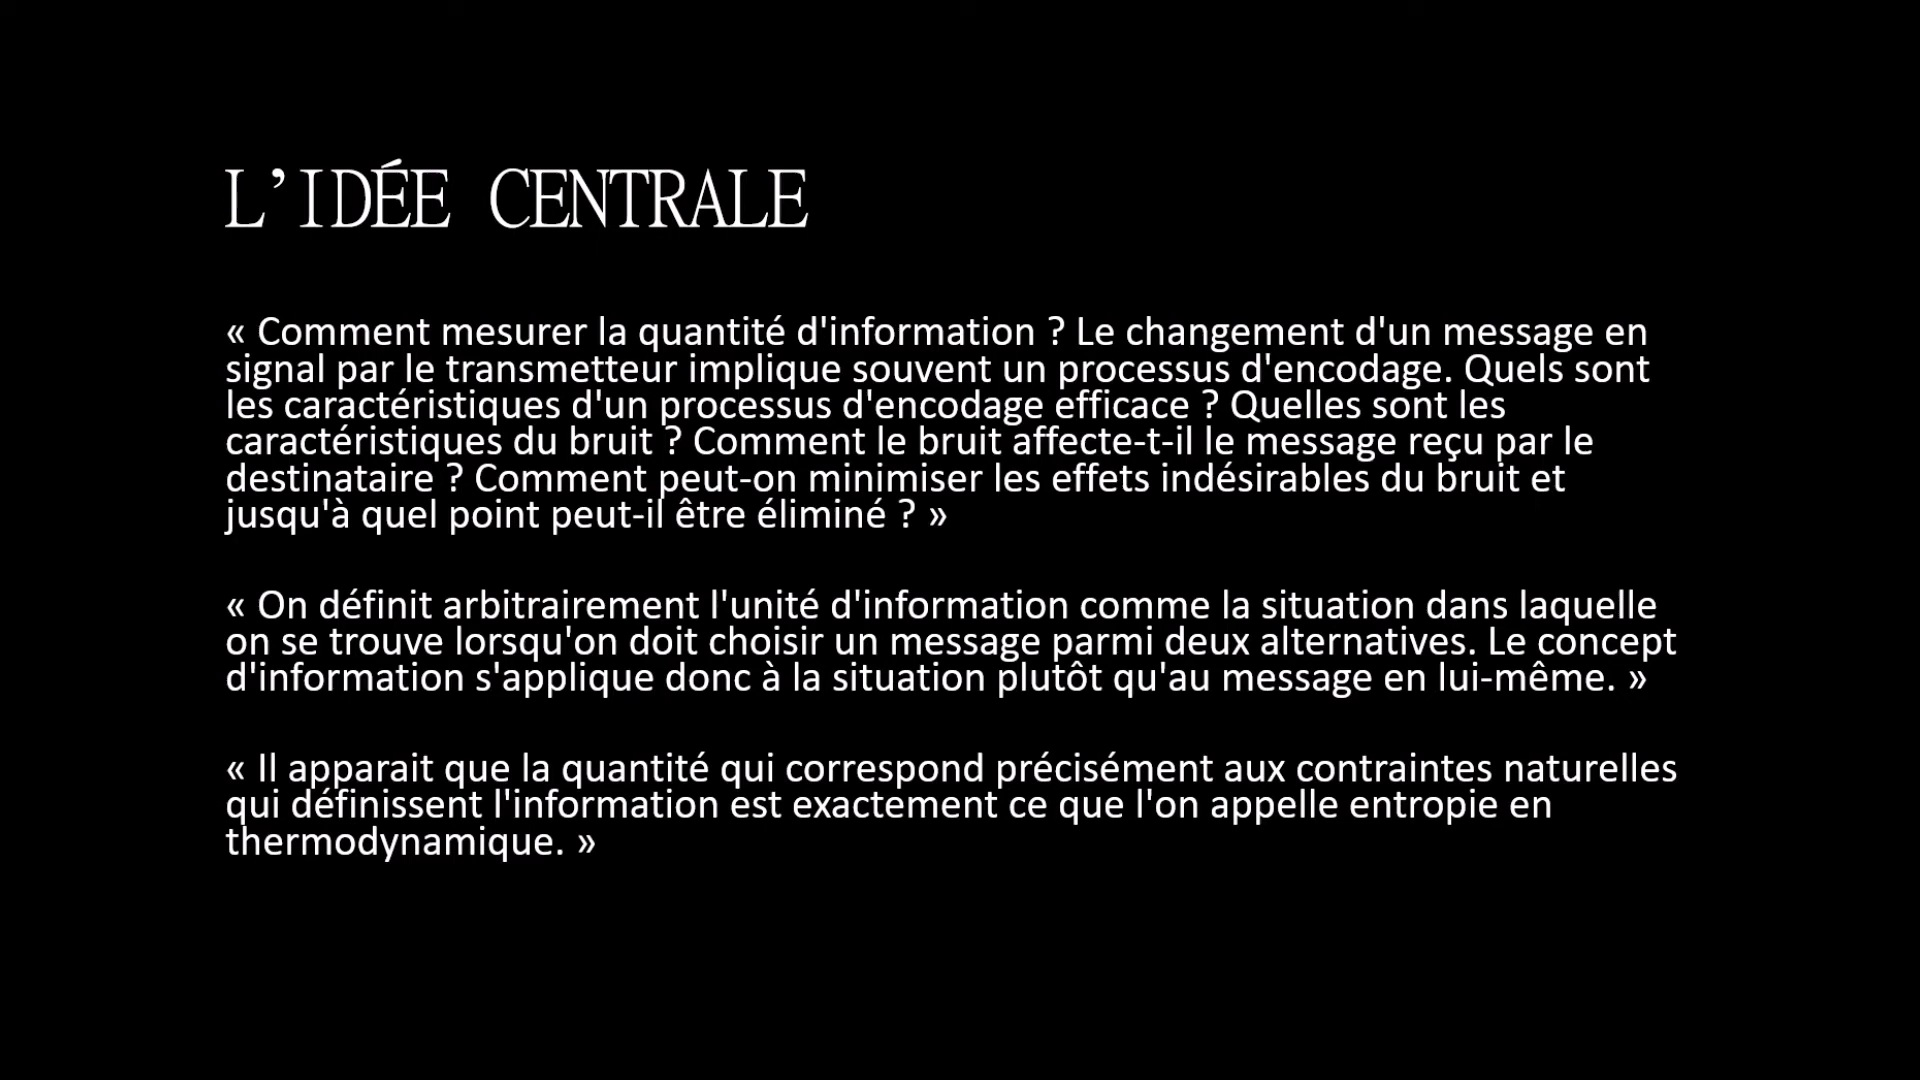 L’IDÉE CENTRALE
« Comment mesurer la quantité d'information ? Le changement d'un message en
signal par le transmetteur implique souvent un processus d'encodage. Quels sont
les caractéristiques d'un processus d'encodage efficace ? Quelles sont les
caractéristiques du bruit ? Comment le bruit affecte-t-il le message reçu par le
destinataire ? Comment peut-on minimiser les effets indésirables du bruit et
jusqu'à quel point peut-il être éliminé ? »
« On définit arbitrairement l'unité d'information comme la situation dans laquelle
on se trouve lorsqu'on doit choisir un message parmi deux alternatives. Le concept
d'information s'applique donc à la situation plutôt qu'au message en lui-même. »
« Il apparait que la quantité qui correspond précisément aux contraintes naturelles
qui définissent l'information est exactement ce que l'on appelle entropie en
thermodynamique. »